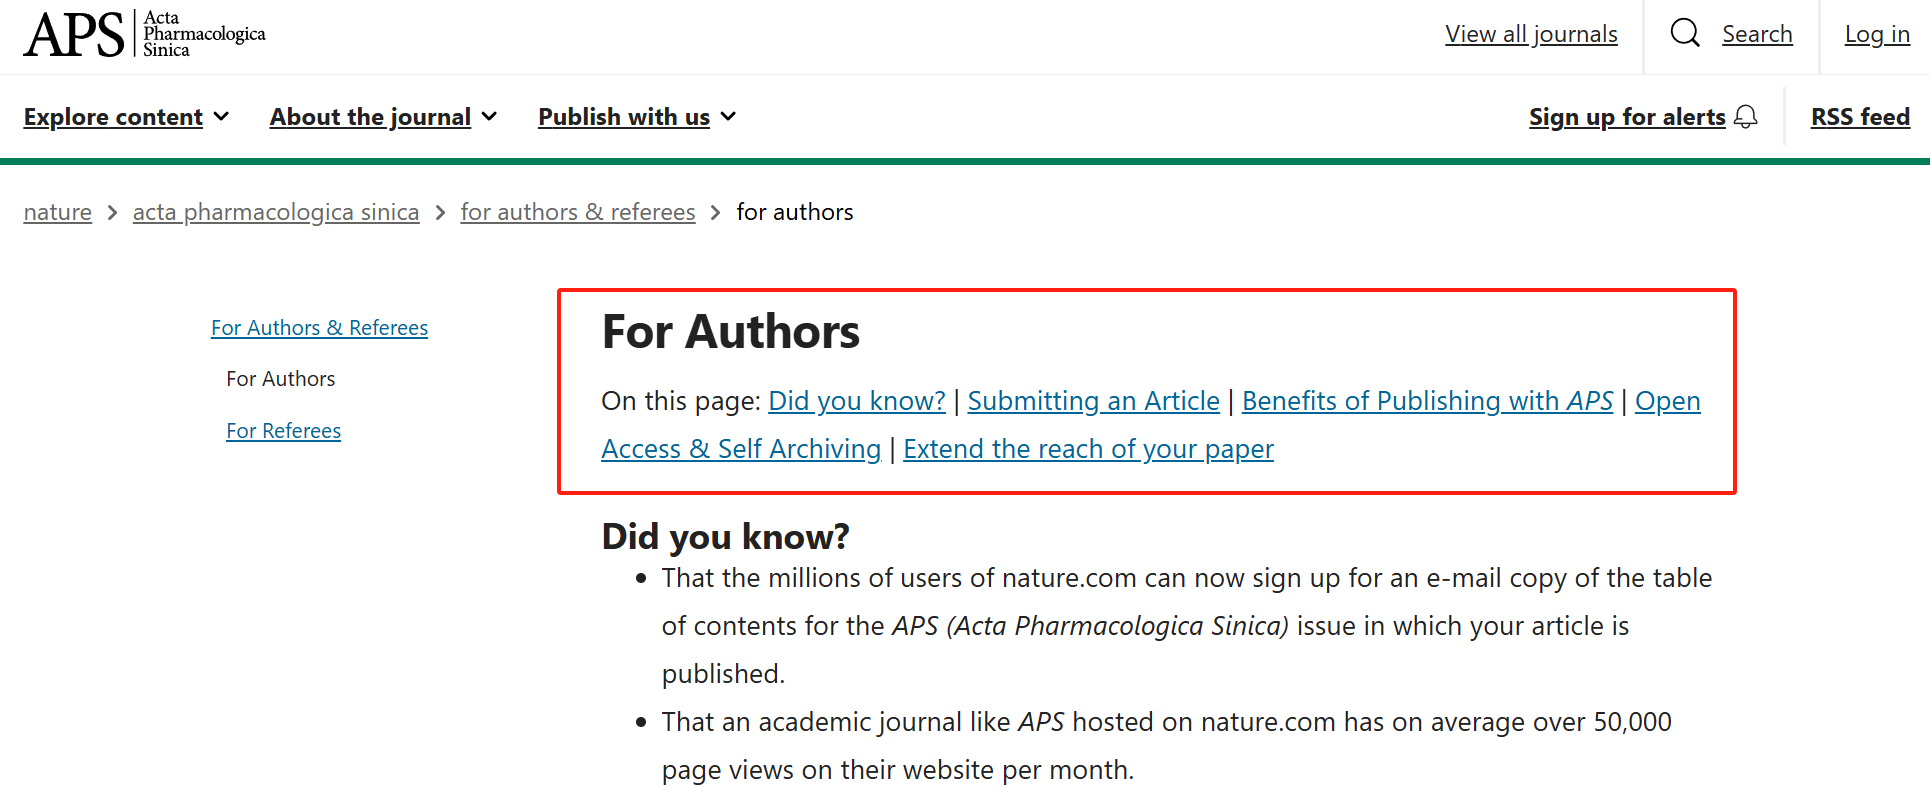 APS
Acta
Pharmacologica
Sinica
View all journals
Search
Log in
Explore content
About the journal
Publish with us
Sign up for alerts
RSS feed
nature > acta pharmacologica sinica > for authors & referees > for authors
For Authors & Referees
For Authors
For Referees
For Authors
On this page: Did you know? | Submitting an Article | Benefits of Publishing with APS | Open
Access & Self Archiving | Extend the reach of your paper
Did you know?
• That the millions of users of nature.com can now sign up for an e-mail copy of the table
of contents for the APS (Acta Pharmacologica Sinica) issue in which your article is
published.
• That an academic journal like APS hosted on nature.com has on average over 50,000
page views on their website per month.